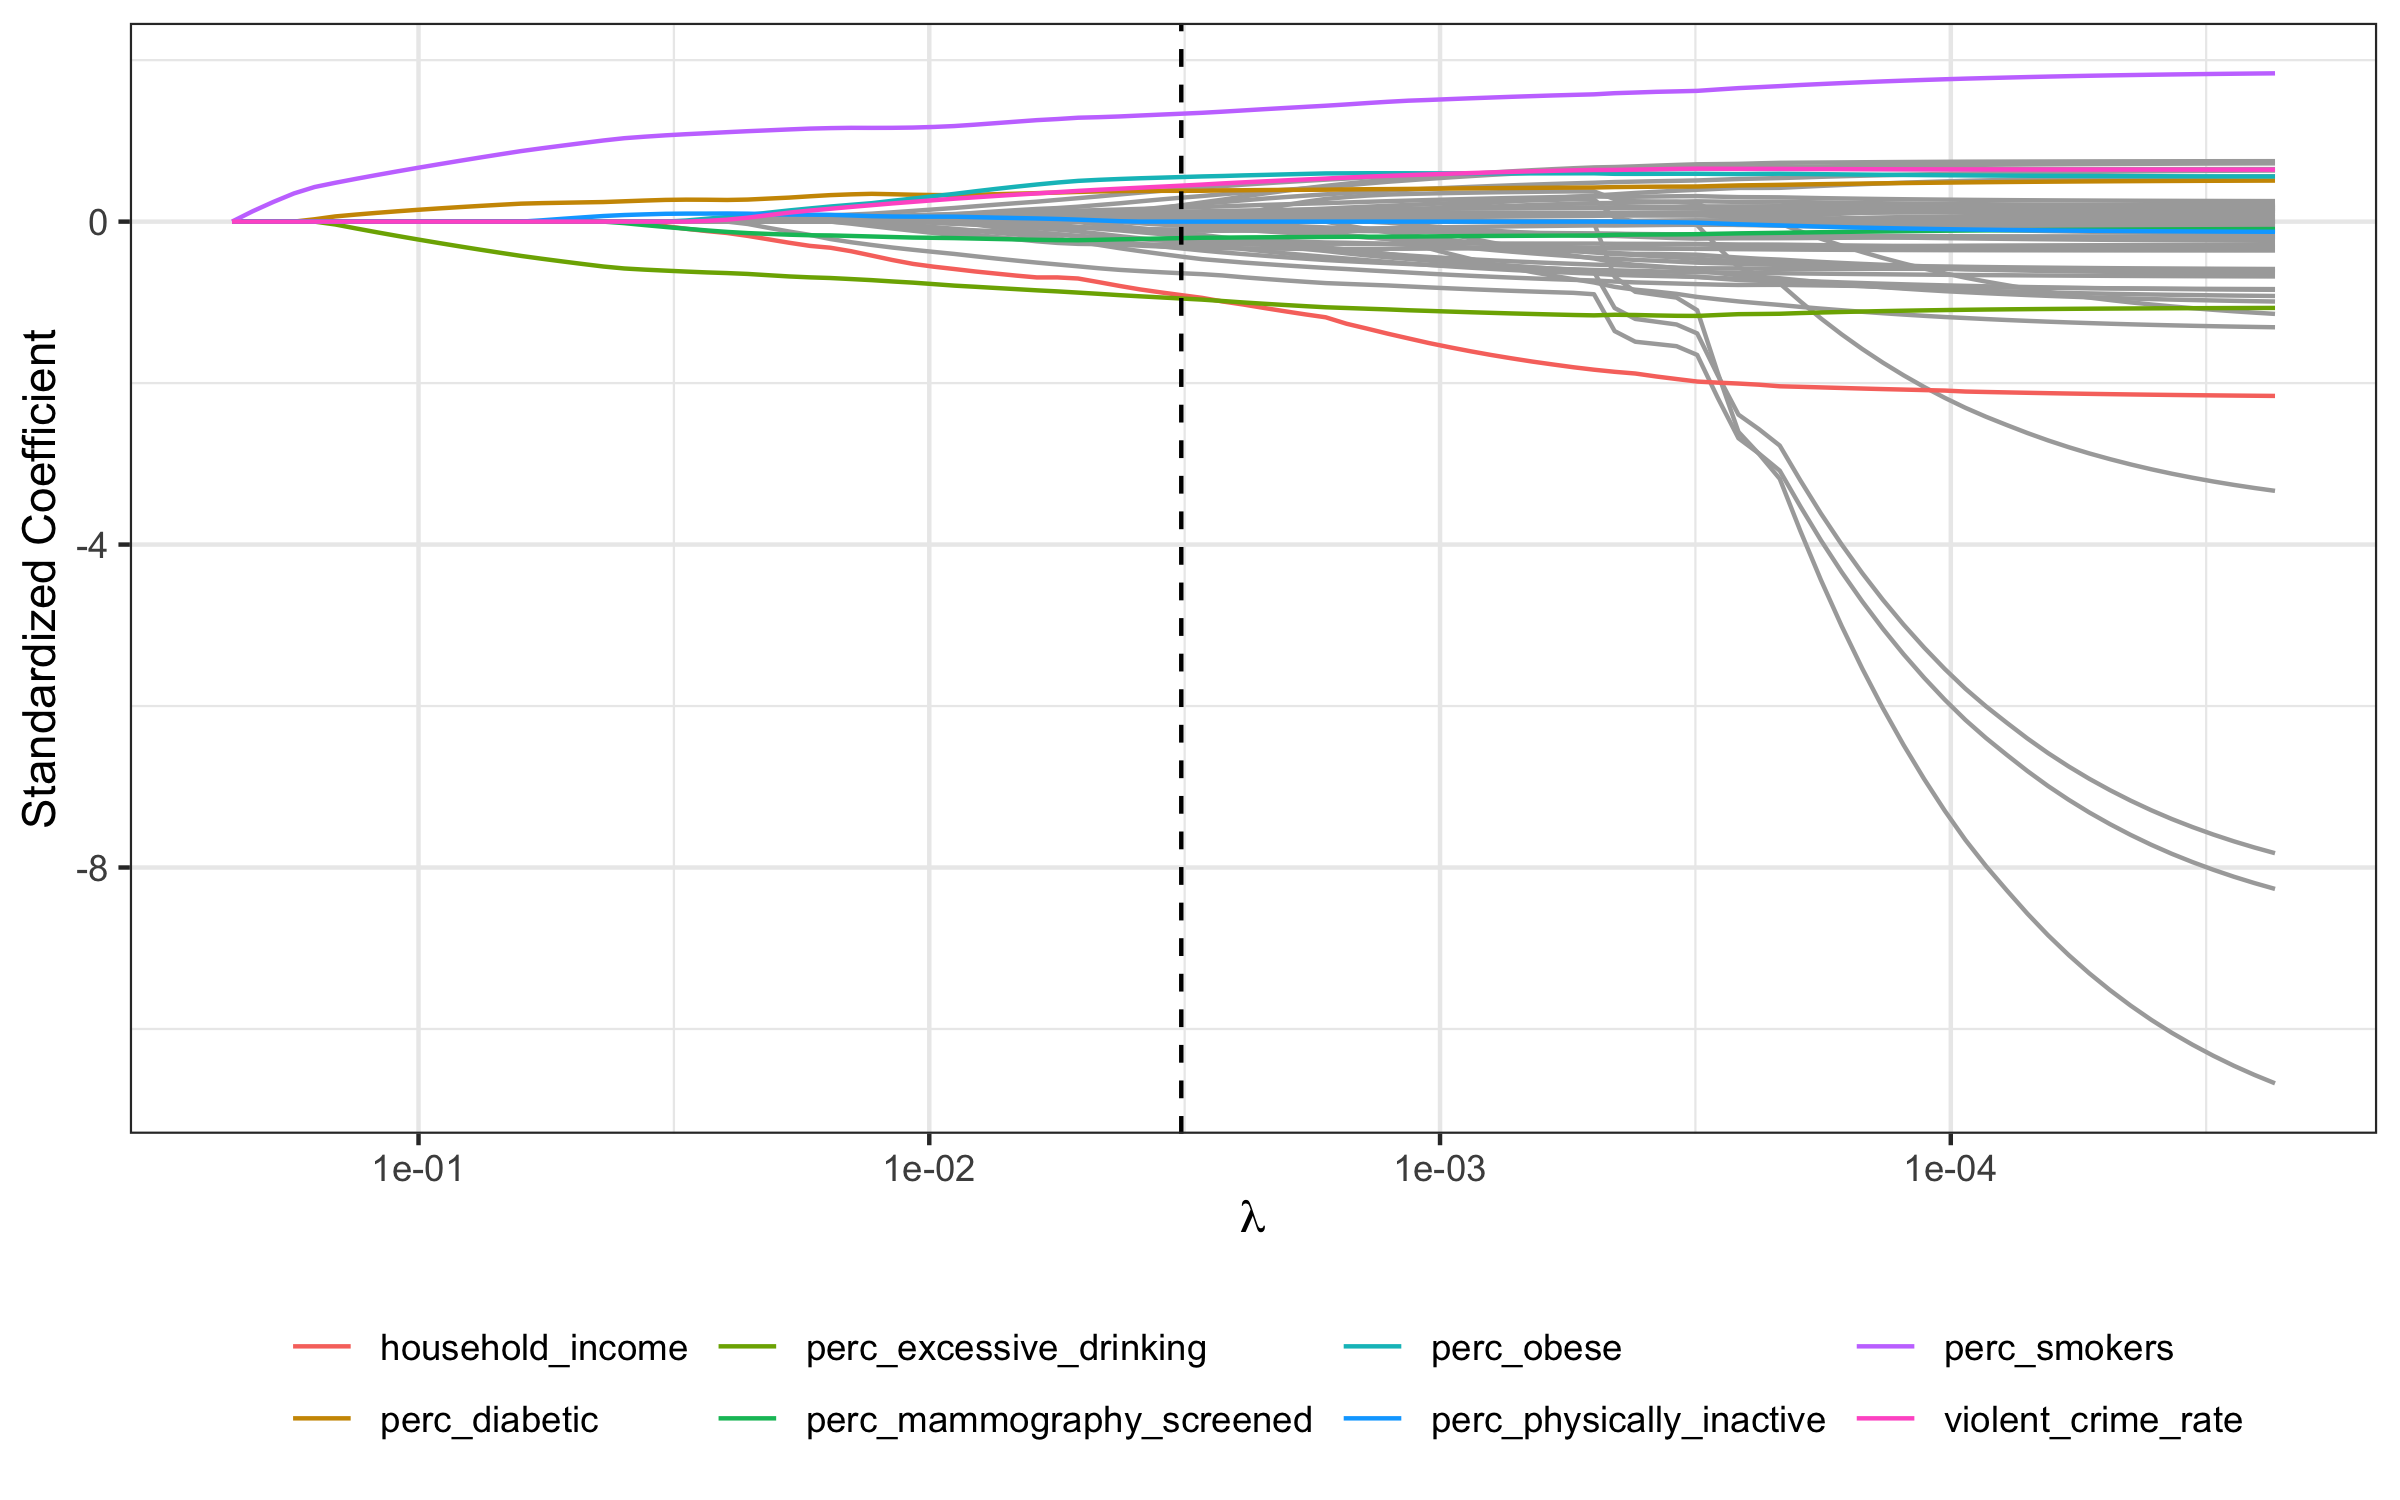 Standardized Coefficient
0
-4
-8
1e-01 1e-02 1e-03 1e-04
λ
household_income perc_excessive_drinking perc_obese perc_smokers
perc_diabetic perc_mammography_screened perc_physically_inactive violent_crime_rate